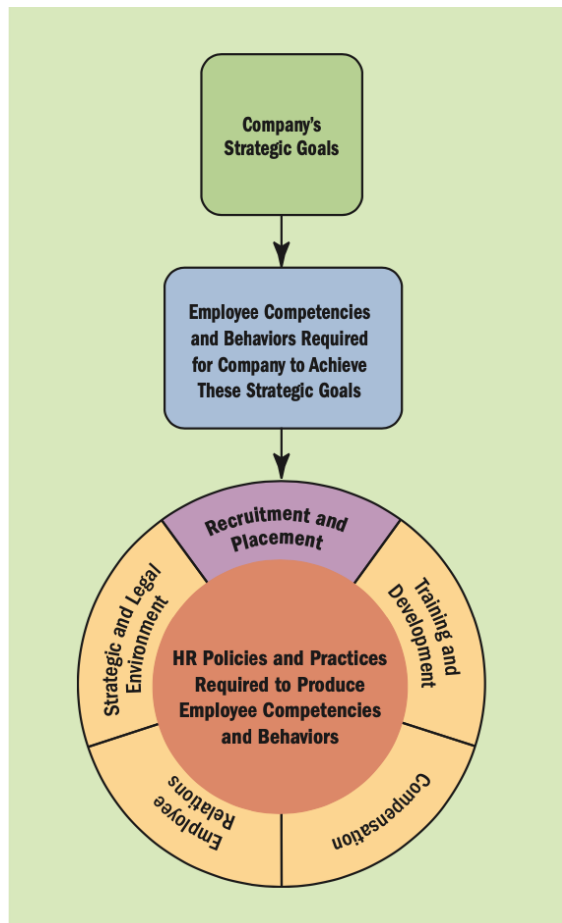 Company's
Strategic Goals
Employee Competencies
and Behaviors Required
for Company to Achieve
These Strategic Goals
Recruitment and
Placement
Training and
Development
Compensation
Employee
Relations
Strategic and Legal
Environment
HR Policies and Practices
Required to Produce
Employee Competencies
and Behaviors